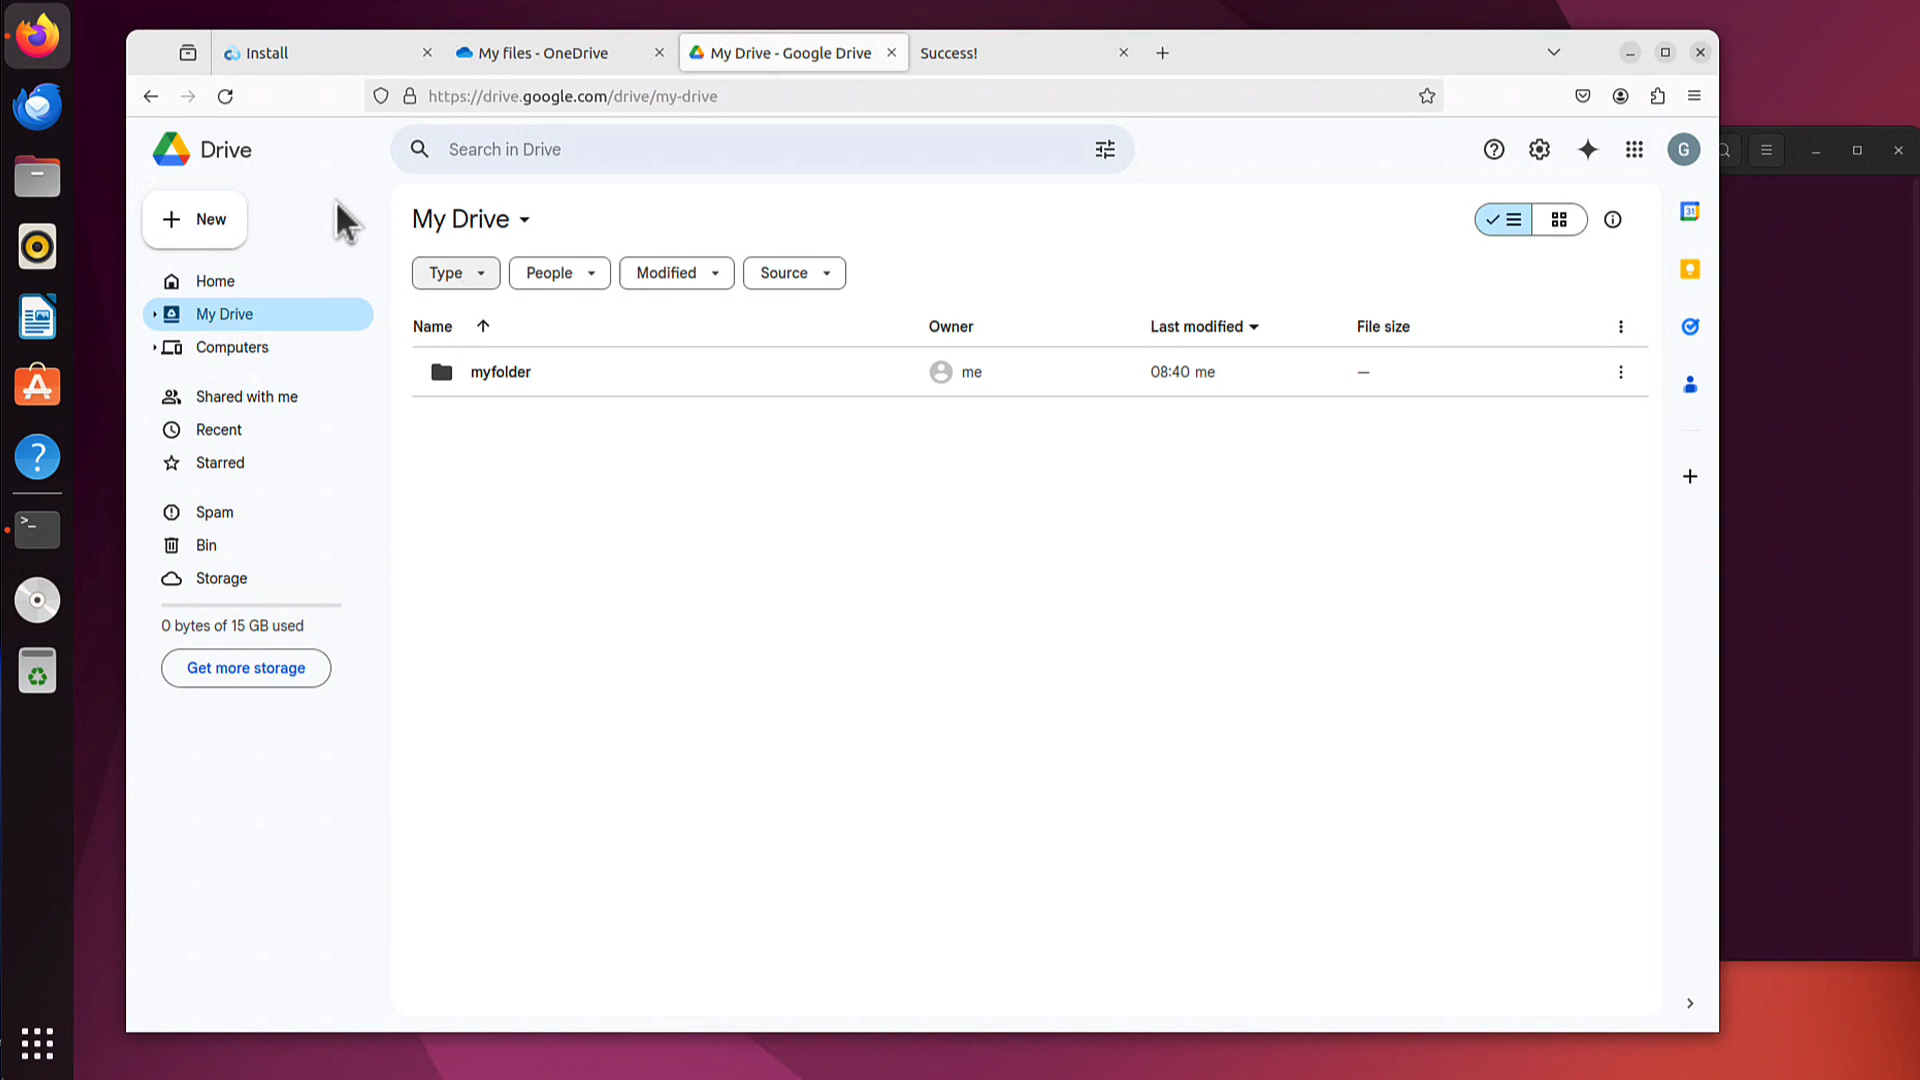 Install
My files - OneDrive
My Drive - Google Drive
Success!
https://drive.google.com/drive/my-drive
Drive
Search in Drive
G
New
My Drive
31
Type
People
Modified
Source
Home
My Drive
Computers
Shared with me
Recent
Starred
Spam
Bin
Storage
0 bytes of 15 GB used
Get more storage
Name
Owner
Last modified
File size
myfolder
me
08:40 me
—